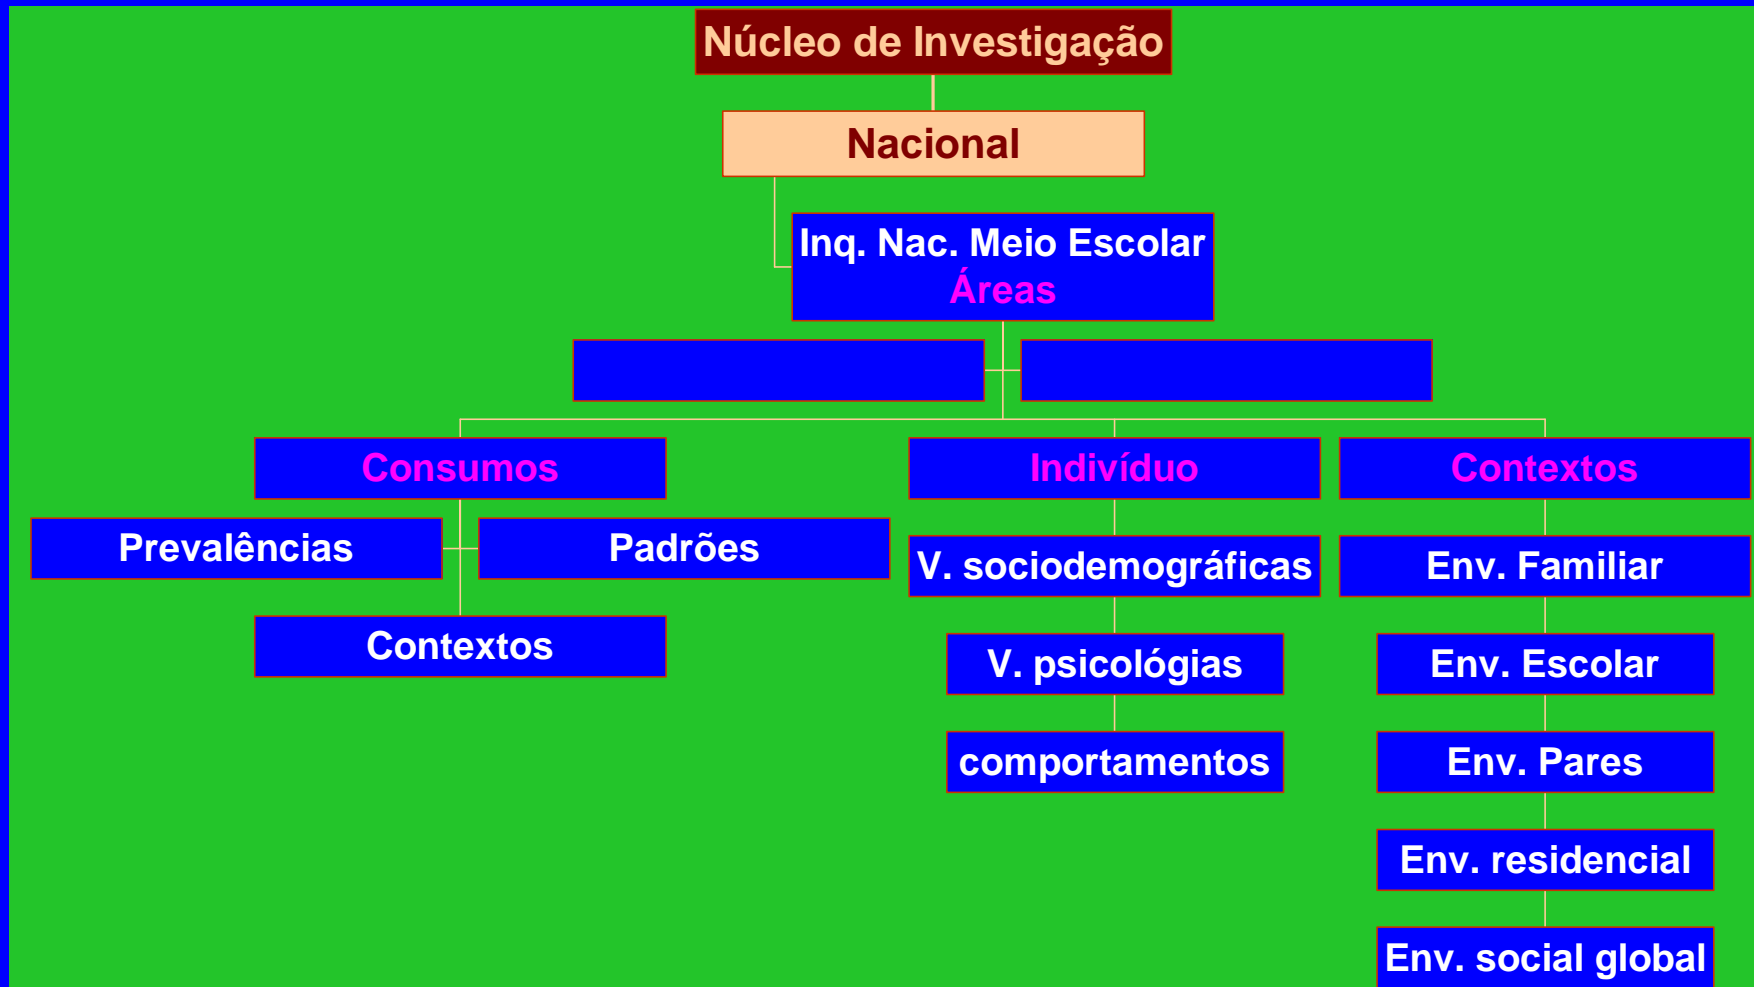 Núcleo de Investigação
Nacional
Inq. Nac. Meio Escolar
Áreas
Consumos
Indivíduo
Contextos
Prevalências
Padrões
V. sociodemográficas
Env. Familiar
Contextos
V. psicológias
Env. Escolar
comportamentos
Env. Pares
Env. residencial
Env. social global